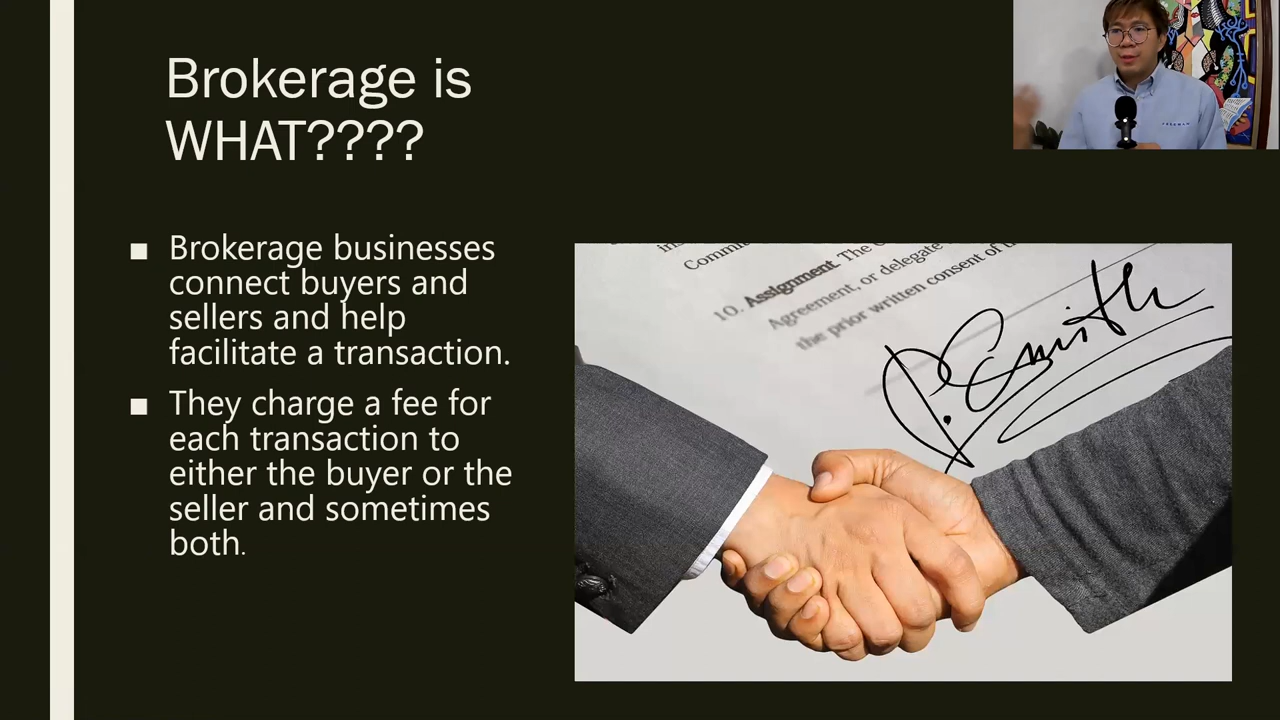 Brokerage is
WHAT????
■ Brokerage businesses
connect buyers and
sellers and help
facilitate a transaction.
■ They charge a fee for
each transaction to
either the buyer or the
seller and sometimes
both.
10. Assignment. The
Agreement, or delegate
the prior written consent of